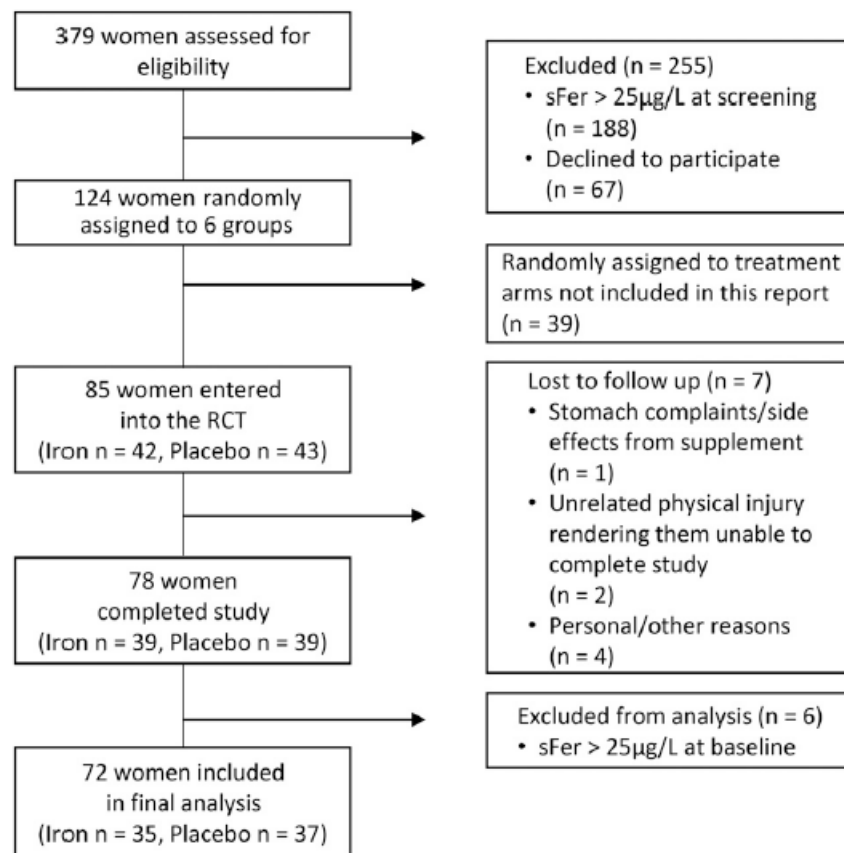 379 women assessed for
eligibility
Excluded (n = 255)
• sFer > 25µg/L at screening
(n = 188)
• Declined to participate
(n = 67)
124 women randomly
assigned to 6 groups
Randomly assigned to treatment
arms not included in this report
(n = 39)
85 women entered
into the RCT
(Iron n = 42, Placebo n = 43)
Lost to follow up (n = 7)
• Stomach complaints/side
effects from supplement
(n = 1)
• Unrelated physical injury
rendering them unable to
complete study
(n = 2)
• Personal/other reasons
(n = 4)
78 women
completed study
(Iron n = 39, Placebo n = 39)
Excluded from analysis (n = 6)
• sFer > 25µg/L at baseline
72 women included
in final analysis
(Iron n = 35, Placebo n = 37)